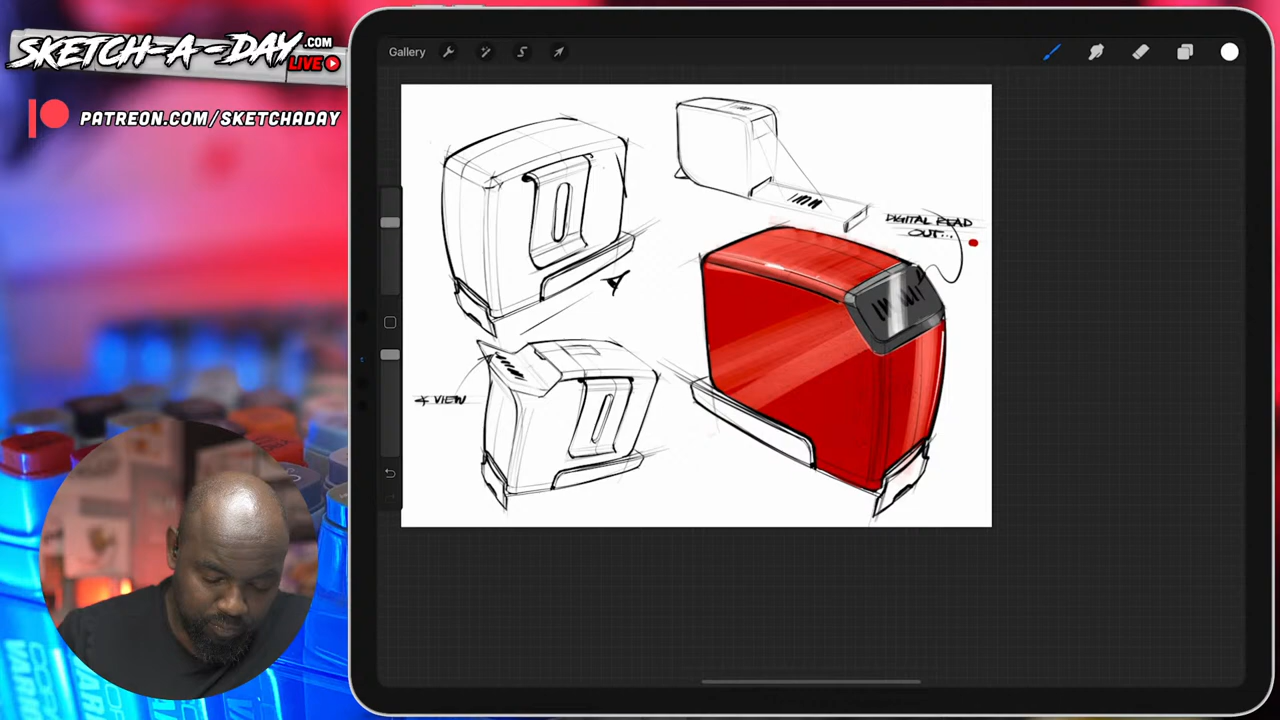 SKETCH-A-DAY.COM
LIVE
PATREON.COM/SKETCHADAY
Gallery
DIGITAL READ
OUT...
VIEW